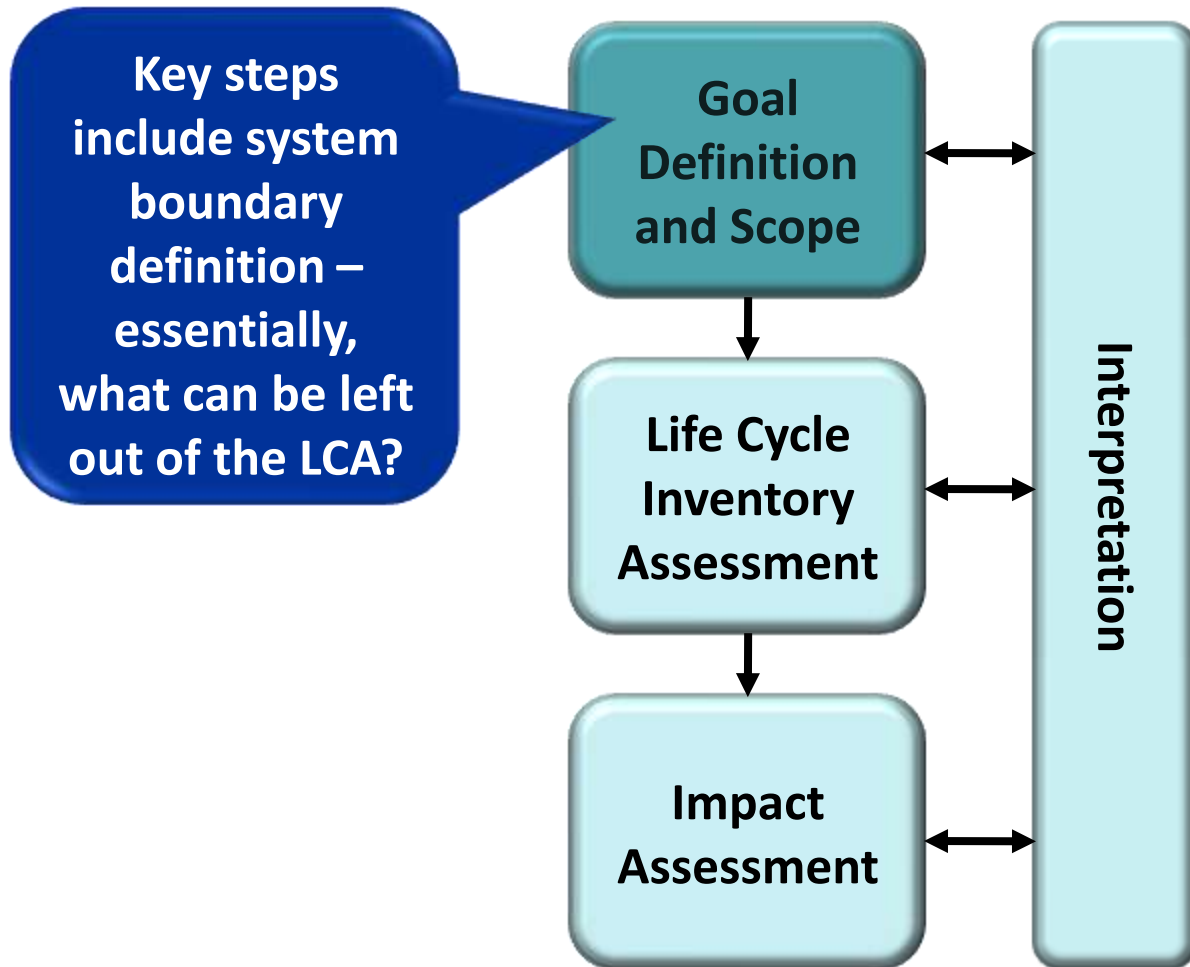 Key steps
include system
boundary
definition –
essentially,
what can be left
out of the LCA?
Goal
Definition
and Scope
Life Cycle
Inventory
Assessment
Impact
Assessment
Interpretation